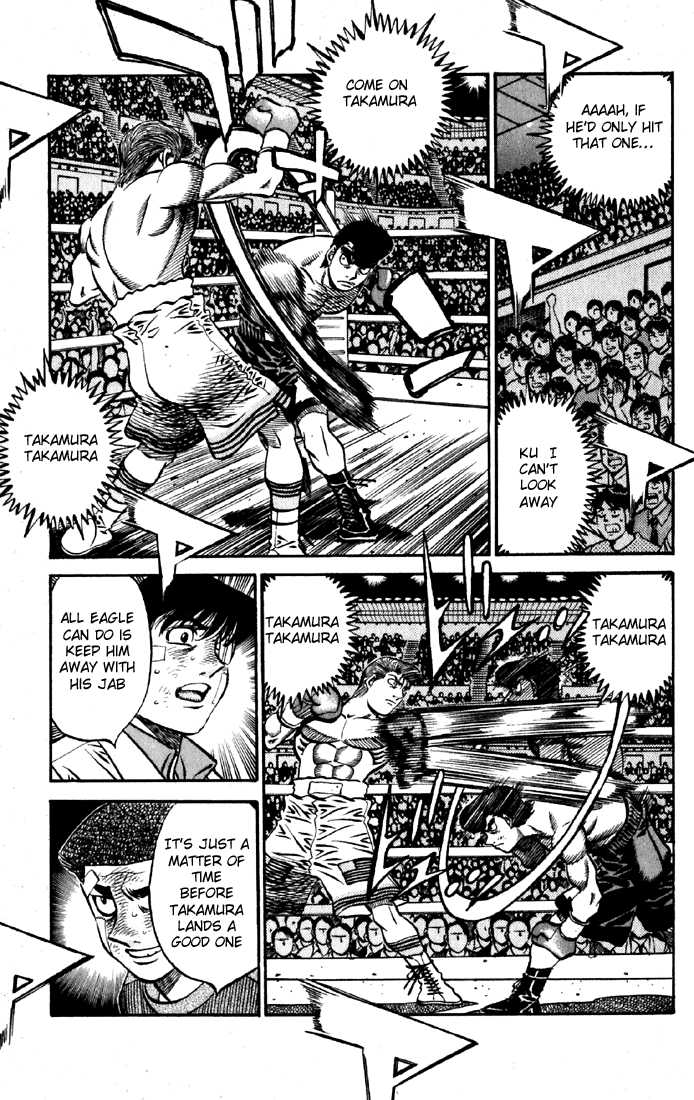 AAAAH, IF
HE'D ONLY HIT
THAT ONE...
COME ON
TAKAMURA
KU I
CAN'T
LOOK
AWAY
TAKAMURA
TAKAMURA
TAKAMURA
TAKAMURA
TAKAMURA
TAKAMURA
ALL EAGLE
CAN DO IS
KEEP HIM
AWAY WITH
HIS JAB
IT'S JUST A
MATTER OF
TIME
BEFORE
TAKAMURA
LANDS A
GOOD ONE